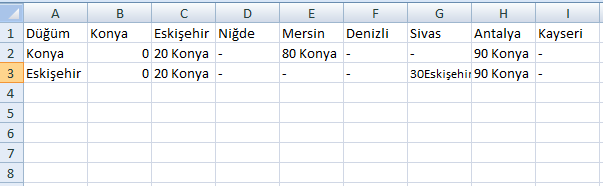 A B C D E F G H I
1 Düğüm Konya Eskişehir Niğde Mersin Denizli Sivas Antalya Kayseri
2 Konya 0 20 Konya - 80 Konya - - 90 Konya -
3 Eskişehir 0 20 Konya - - - 30Eskişehir 90 Konya -
4
5
6
7
8